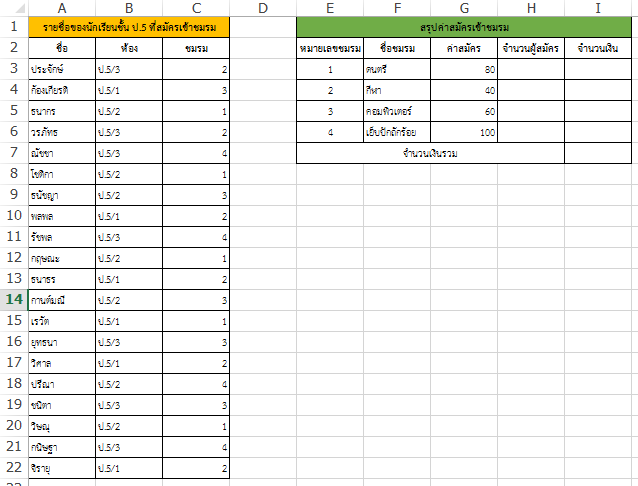 A B C D E F G H I
1 รายชื่อของนักเรียนชั้น ป.5 ที่สมัครเข้าชมรม สรุปค่าสมัครเข้าชมรม
2 ชื่อ ห้อง ชมรม หมายเลขชมรม ชื่อชมรม ค่าสมัคร จำนวนผู้สมัคร จำนวนเงิน
3 ประจักษ์ ป.5/3 2 1 ดนตรี 80
4 ก้องเกียรติ ป.5/1 3 2 กีฬา 40
5 ธนากร ป.5/2 1 3 คอมพิวเตอร์ 60
6 วรภัทธ ป.5/3 2 4 เย็บปักถักร้อย 100
7 ณัชชา ป.5/3 4 จำนวนเงินรวม
8 โชติกา ป.5/2 1
9 ธนัชญา ป.5/2 3
10 พลพล ป.5/1 2
11 รัชพล ป.5/3 4
12 กฤษณะ ป.5/2 1
13 ธนาธร ป.5/1 2
14 กานต์มณี ป.5/2 3
15 เรวัต ป.5/1 1
16 ยุทธนา ป.5/3 3
17 วิศาล ป.5/1 2
18 ปรีณา ป.5/2 4
19 ชนิตา ป.5/3 3
20 วิษณุ ป.5/2 1
21 กนิษฐา ป.5/3 4
22 จิรายุ ป.5/1 2